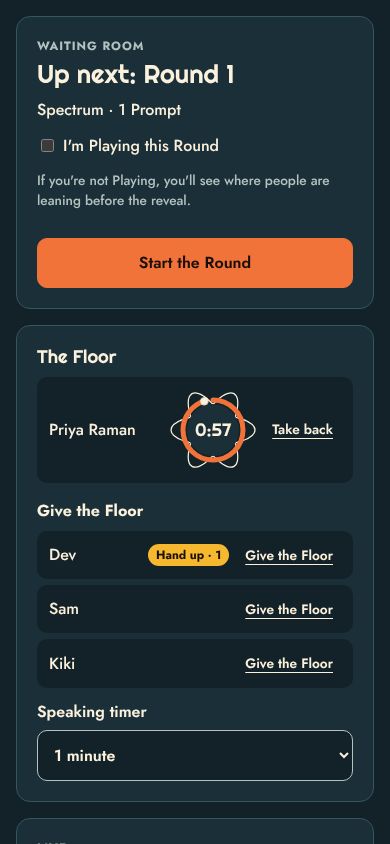 WAITING ROOM
Up next: Round 1
Spectrum · 1 Prompt
I'm Playing this Round
If you're not Playing, you'll see where people are
leaning before the reveal.
Start the Round
The Floor
Priya Raman
0:57
Take back
Give the Floor
Dev
Hand up · 1
Give the Floor
Sam
Give the Floor
Kiki
Give the Floor
Speaking timer
1 minute